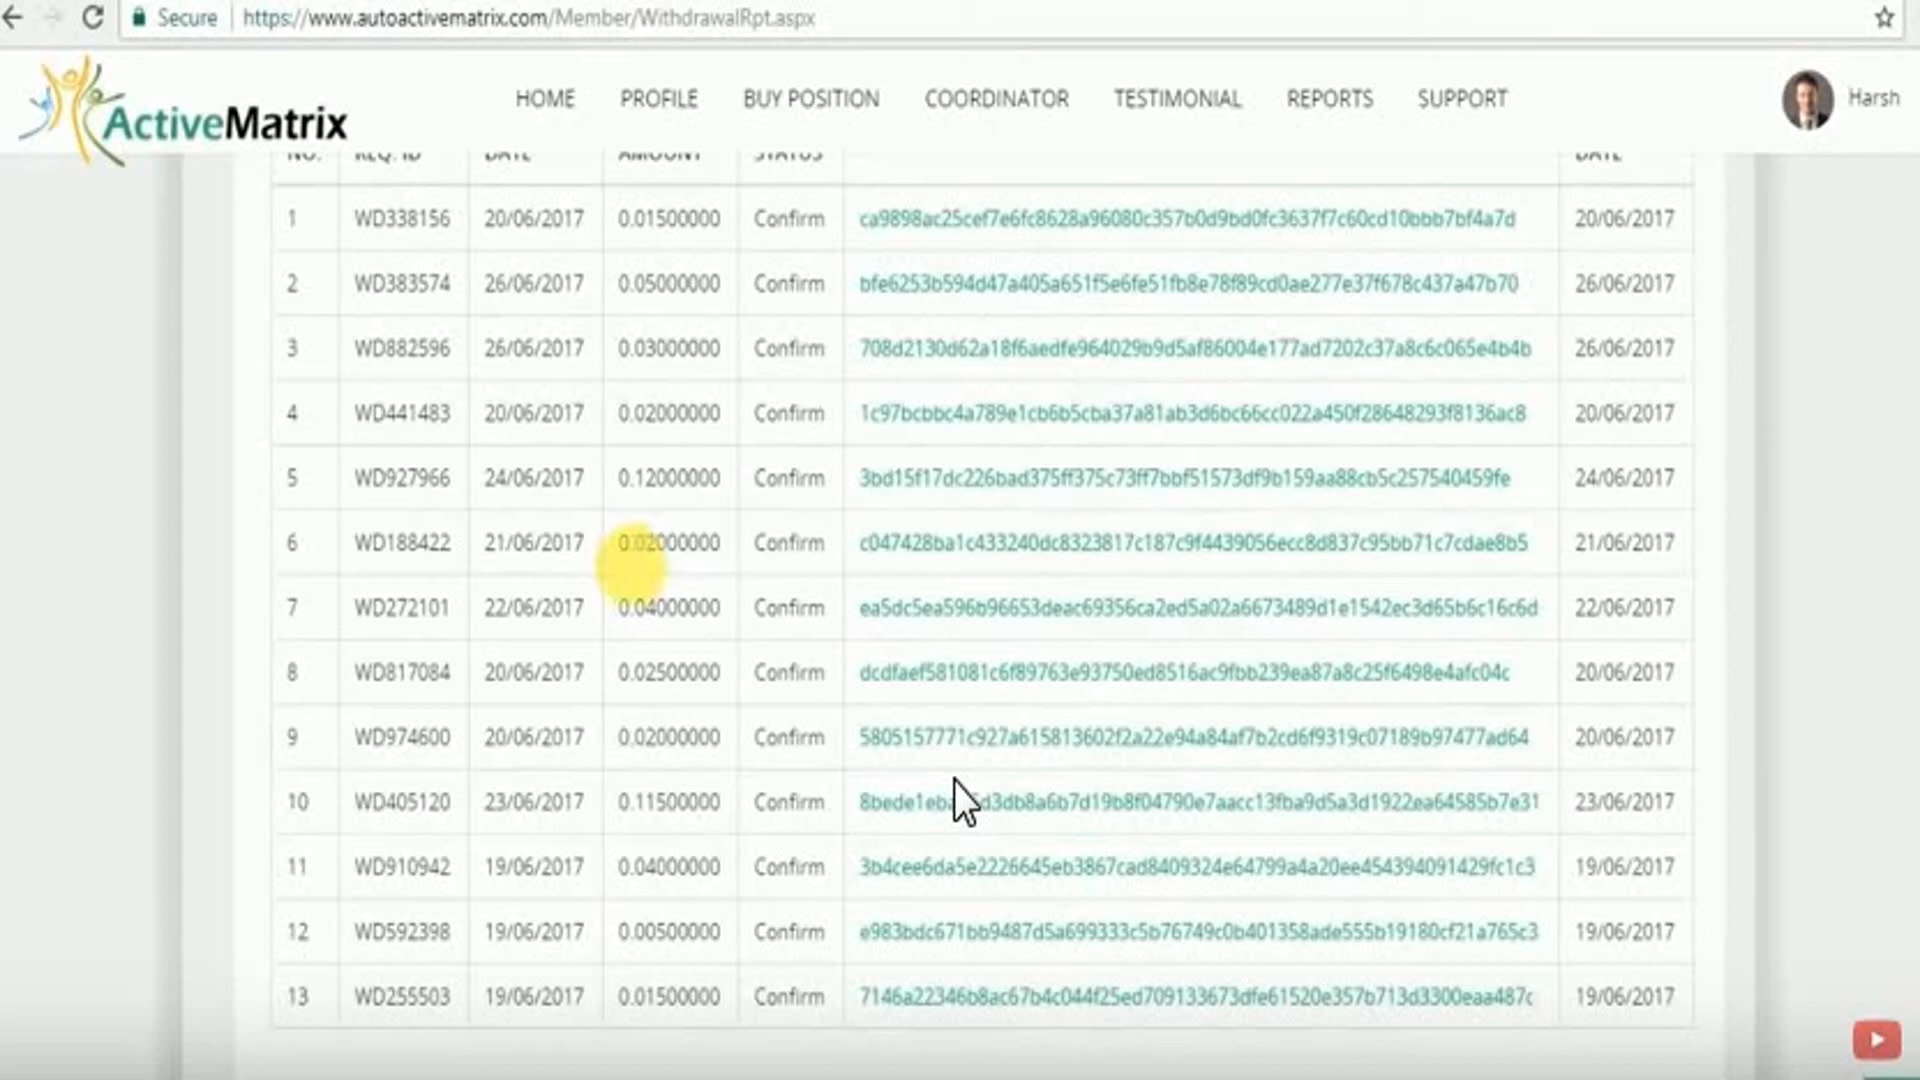 Secure https://www.autoactivematrix.com/Member/WithdrawalRpt.aspx
ActiveMatrix HOME PROFILE BUY POSITION COORDINATOR TESTIMONIAL REPORTS SUPPORT Harsh
NO. REQ. ID DATE AMOUNT STATUS DATE
1 WD338156 20/06/2017 0.01500000 Confirm ca9898ac25cef7e6fc8628a96080c357b0d9bd0fc3637f7c60cd10bbb7bf4a7d 20/06/2017
2 WD383574 26/06/2017 0.05000000 Confirm bfe6253b594d47a405a651f5e6fe51fb8e78f89cd0ae277e37f678c437a47b70 26/06/2017
3 WD882596 26/06/2017 0.03000000 Confirm 708d2130d62a18f6aedfe964029b9d5af86004e177ad7202c37a8c6c065e4b4b 26/06/2017
4 WD441483 20/06/2017 0.02000000 Confirm 1c97bcbbc4a789e1cb6b5cba37a81ab3d6bc66cc022a450f28648293f8136ac8 20/06/2017
5 WD927966 24/06/2017 0.12000000 Confirm 3bd15f17dc226bad375ff375c73ff7bbf51573df9b159aa88cb5c257540459fe 24/06/2017
6 WD188422 21/06/2017 0.02000000 Confirm c047428ba1c433240dc8323817c187c9f4439056ecc8d837c95bb71c7cdae8b5 21/06/2017
7 WD272101 22/06/2017 0.04000000 Confirm ea5dc5ea596b96653deac69356ca2ed5a02a6673489d1e1542ec3d65b6c16c6d 22/06/2017
8 WD817084 20/06/2017 0.02500000 Confirm dcdfaef581081c6f89763e93750ed8516ac9fbb239ea87a8c25f6498e4afc04c 20/06/2017
9 WD974600 20/06/2017 0.02000000 Confirm 5805157771c927a615813602f2a22e94a84af7b2cd6f9319c07189b97477ad64 20/06/2017
10 WD405120 23/06/2017 0.11500000 Confirm 23/06/2017
11 WD910942 19/06/2017 0.04000000 Confirm 3b4cee6da5e2226645eb3867cad8409324e64799a4a20ee454394091429fc1c3 19/06/2017
12 WD592398 19/06/2017 0.00500000 Confirm e983bdc671bb9487d5a699333c5b76749c0b401358ade555b19180cf21a765c3 19/06/2017
13 WD255503 19/06/2017 0.01500000 Confirm 7146a22346b8ac67b4c044f25ed709133673dfe61520e357b713d3300eaa487c 19/06/2017